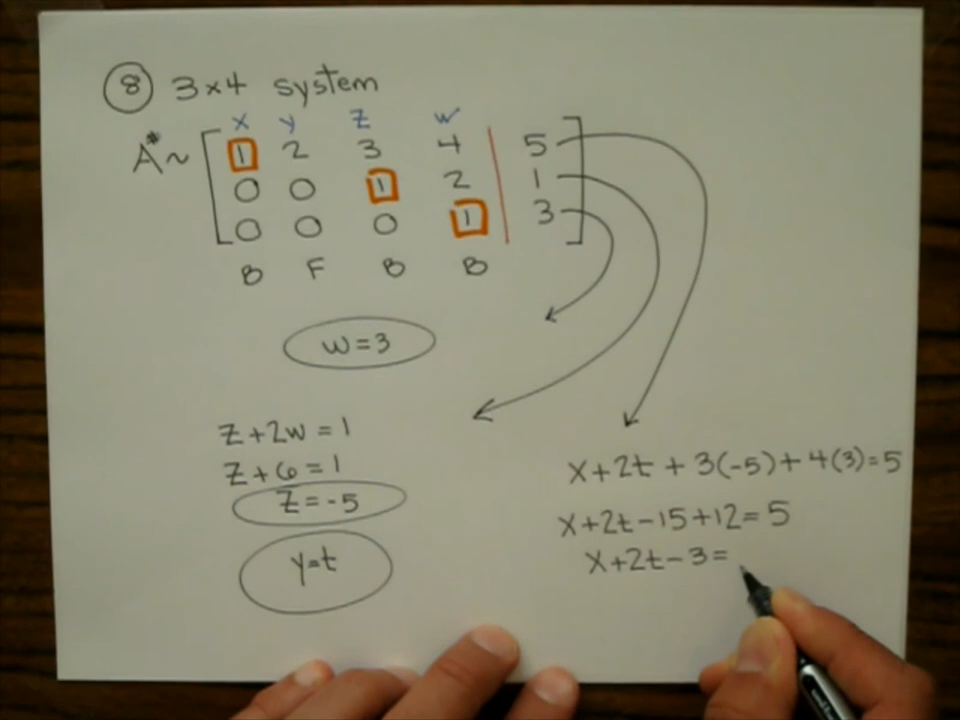 8 3x4 system
x y z w
A# ~ [ 1 2 3 4 | 5 ]
0 0 1 2 | 1
0 0 0 1 | 3
B F B B
w = 3
z + 2w = 1
z + 6 = 1
z = -5
y = t
x + 2t + 3(-5) + 4(3) = 5
x + 2t - 15 + 12 = 5
x + 2t - 3 =